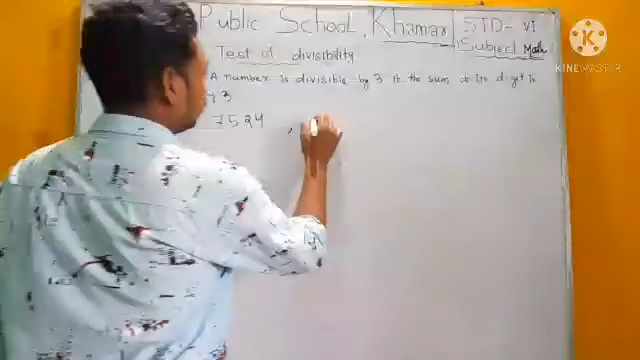 Public School, Khamar STD- VI
Subject Math
Test of divisibility
A number is divisible by 3 if the sum of its digit is
by 3
7524 ,
KINEMASTER